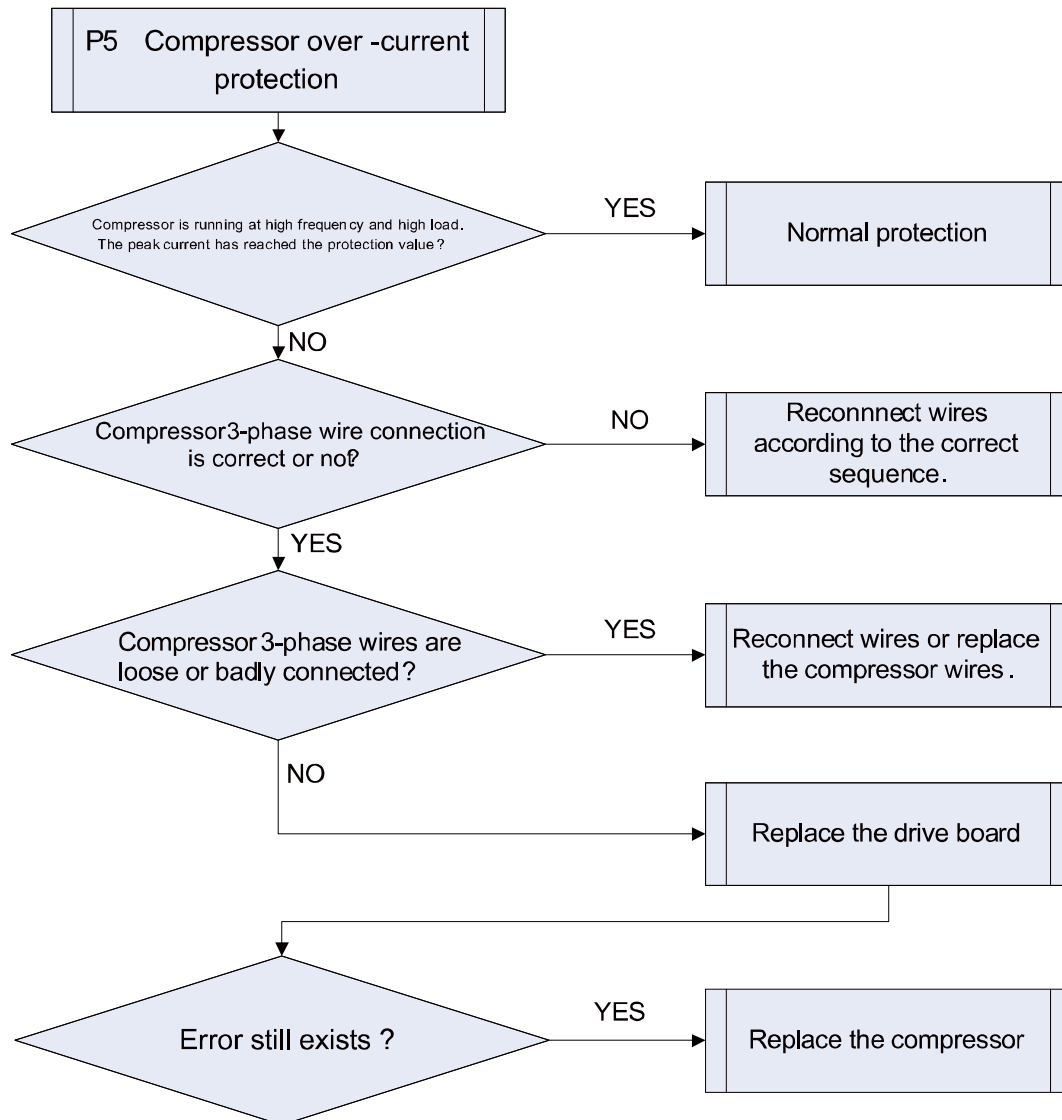 P5 Compressor over -current
protection
Compressor is running at high frequency and high load.
The peak current has reached the protection value ?
YES
Normal protection
NO
Compressor3-phase wire connection
is correct or not?
NO
Reconnnect wires
according to the correct
sequence.
YES
Compressor 3-phase wires are
loose or badly connected ?
YES
Reconnect wires or replace
the compressor wires .
NO
Replace the drive board
Error still exists ?
YES
Replace the compressor